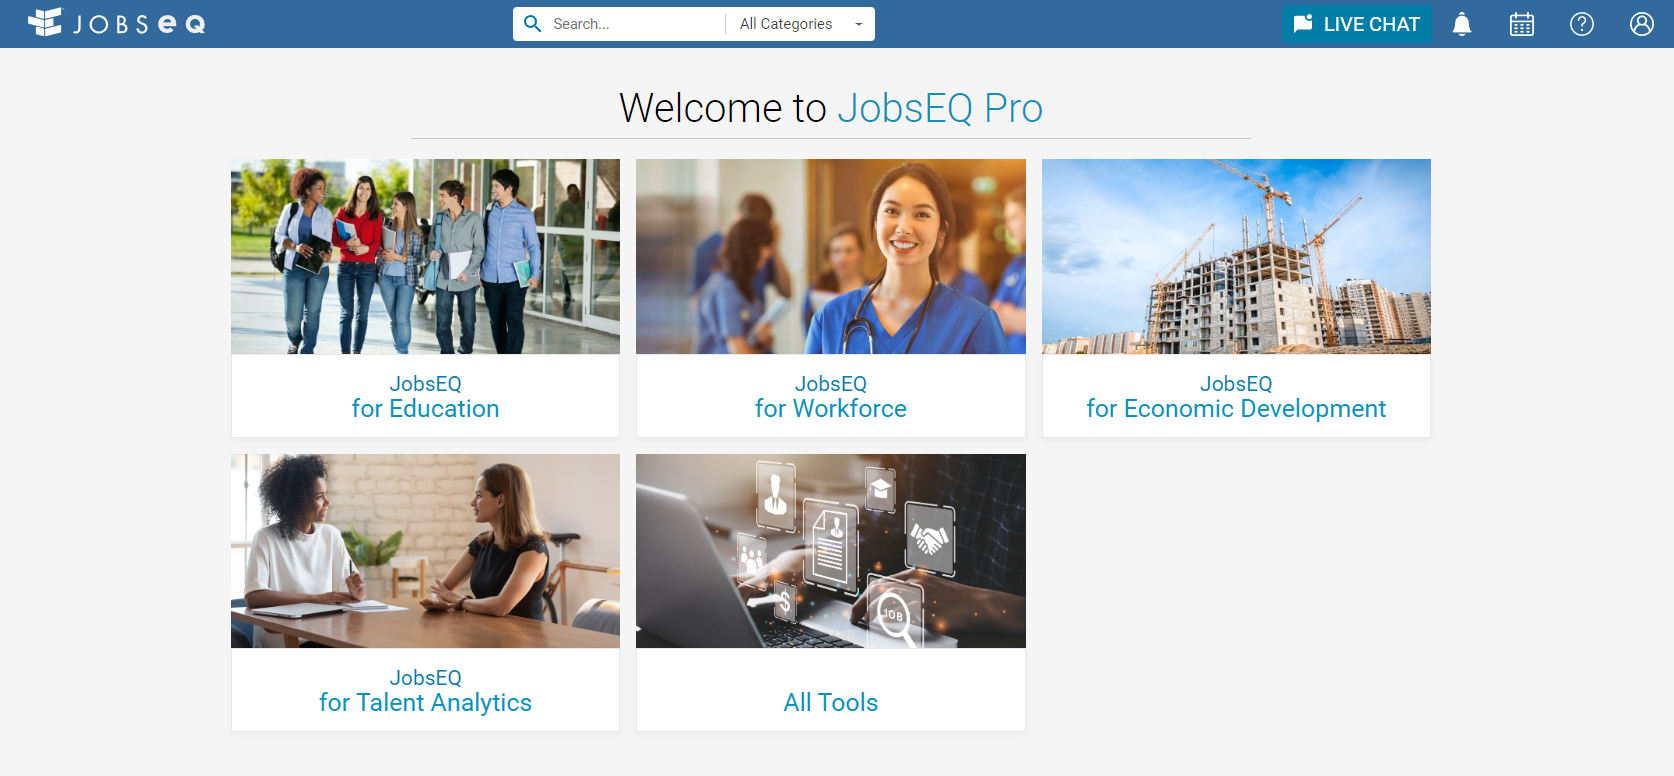 JOBSEQ
Search...
All Categories
LIVE CHAT
Welcome to JobsEQ Pro
JobsEQ
for Education
JobsEQ
for Workforce
JobsEQ
for Economic Development
JOB
$
JobsEQ
for Talent Analytics
All Tools